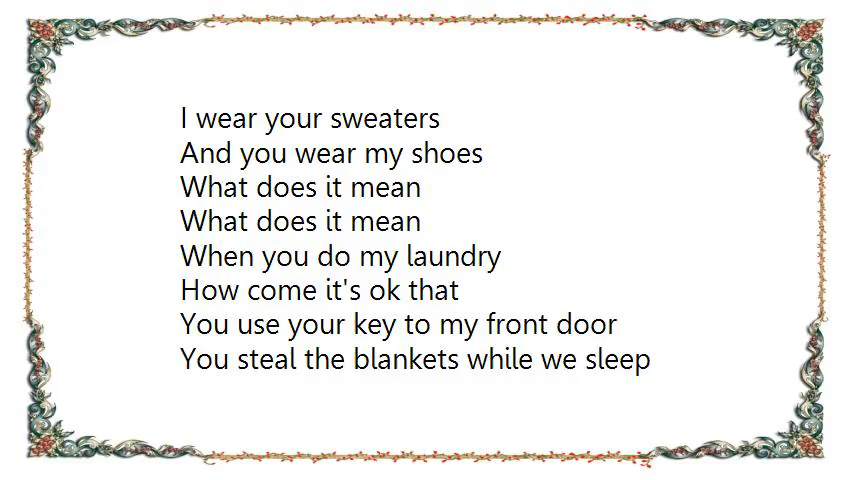 I wear your sweaters
And you wear my shoes
What does it mean
What does it mean
When you do my laundry
How come it's ok that
You use your key to my front door
You steal the blankets while we sleep